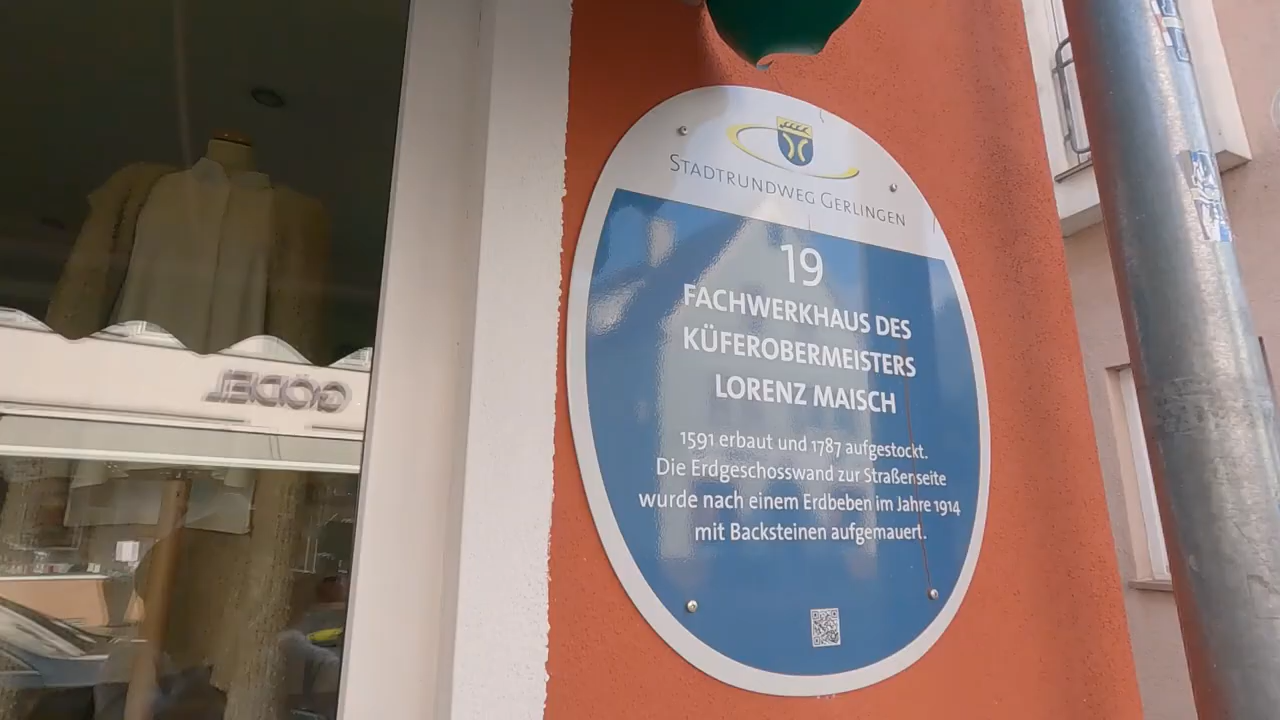 STADTRUNDWEG GERLINGEN
19
FACHWERKHAUS DES
KÜFEROBERMEISTERS
LORENZ MAISCH
1591 erbaut und 1787 aufgestockt.
Die Erdgeschosswand zur Straßenseite
wurde nach einem Erdbeben im Jahre 1914
mit Backsteinen aufgemauert.
GÖDEL